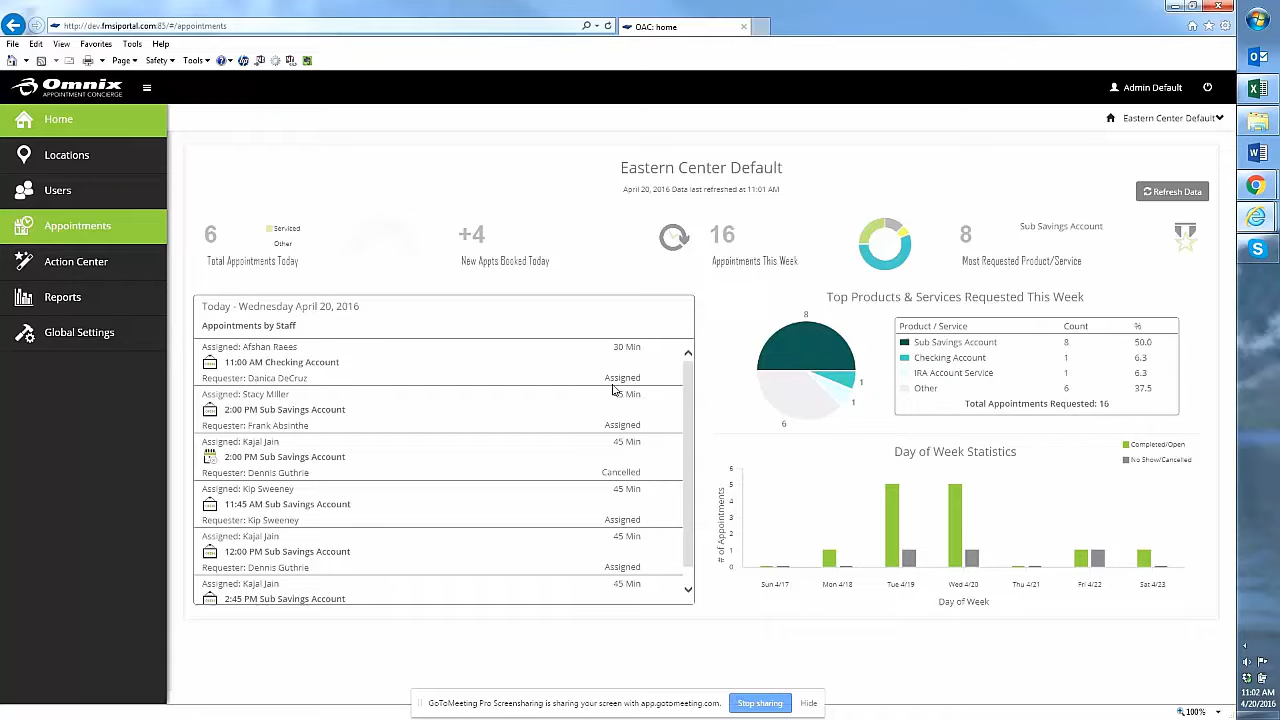 http://dev.fmsiportal.com:85/#/appointments
OAC: home
File Edit View Favorites Tools Help
Page Safety Tools
Omnix
APPOINTMENT CONCIERGE
Admin Default
Home
Eastern Center Default
Locations
Users
Appointments
Action Center
Reports
Global Settings
Eastern Center Default
April 20, 2016 Data last refreshed at 11:01 AM
Refresh Data
6
Serviced
Other
Total Appointments Today
+4
New Appts Booked Today
16
Appointments This Week
8
Sub Savings Account
Most Requested Product/Service
Today - Wednesday April 20, 2016
Appointments by Staff
Assigned: Afshan Raees 30 Min
11:00 AM Checking Account
Requester: Danica DeCruz Assigned
Assigned: Stacy Miller 45 Min
2:00 PM Sub Savings Account
Requester: Frank Absinthe Assigned
Assigned: Kajal Jain 45 Min
2:00 PM Sub Savings Account
Requester: Dennis Guthrie Cancelled
Assigned: Kip Sweeney 45 Min
11:45 AM Sub Savings Account
Requester: Kip Sweeney Assigned
Assigned: Kajal Jain 45 Min
12:00 PM Sub Savings Account
Requester: Dennis Guthrie Assigned
Assigned: Kajal Jain 45 Min
2:45 PM Sub Savings Account
Top Products & Services Requested This Week
8
1
1
6
Product / Service Count %
Sub Savings Account 8 50.0
Checking Account 1 6.3
IRA Account Service 1 6.3
Other 6 37.5
Total Appointments Requested: 16
Day of Week Statistics
Completed/Open
No Show/Cancelled
# of Appointments
6
5
4
3
2
1
0
Sun 4/17 Mon 4/18 Tue 4/19 Wed 4/20 Thu 4/21 Fri 4/22 Sat 4/23
Day of Week
GoToMeeting Pro Screensharing is sharing your screen with app.gotomeeting.com.
Stop sharing
Hide
100%
11:02 AM
4/20/2016